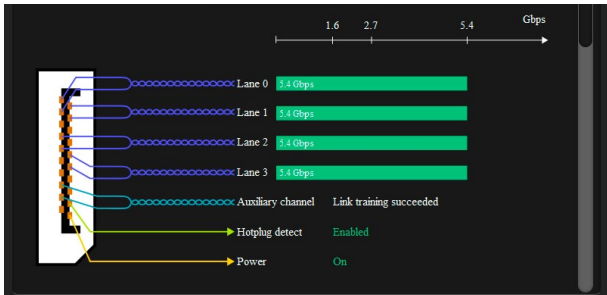 Gbps
1.6 2.7 5.4
Lane 0 5.4 Gbps
Lane 1 5.4 Gbps
Lane 2 5.4 Gbps
Lane 3 5.4 Gbps
Auxiliary channel Link training succeeded
Hotplug detect Enabled
Power On